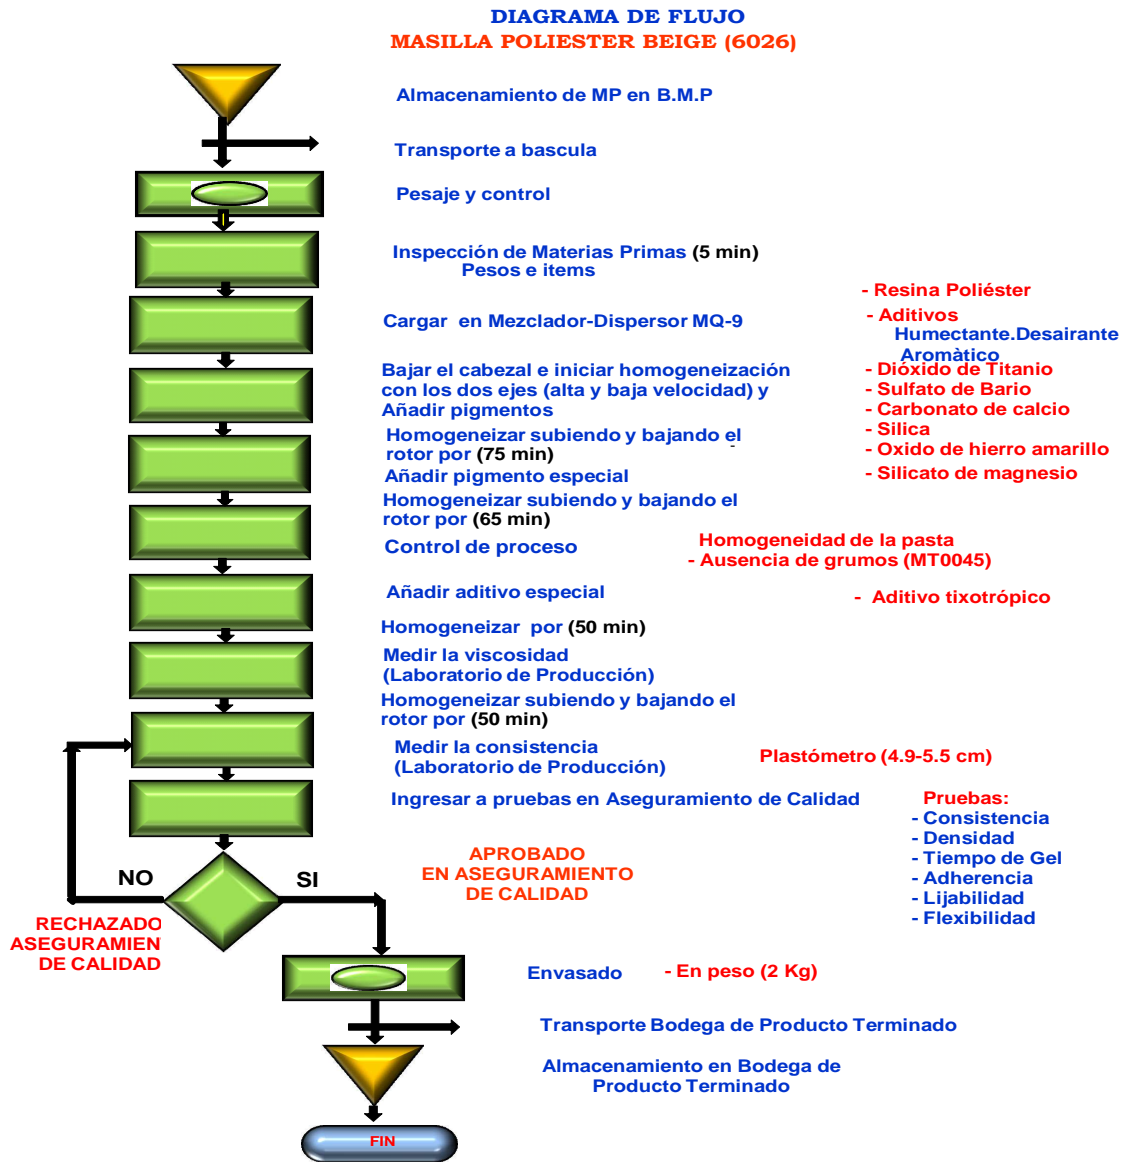 DIAGRAMA DE FLUJO
MASILLA POLIESTER BEIGE (6026)
Almacenamiento de MP en B.M.P
Transporte a bascula
Pesaje y control
Inspección de Materias Primas (5 min)
Pesos e items
Cargar en Mezclador-Dispersor MQ-9
- Resina Poliéster
- Aditivos
Humectante.Desairante
Aromàtico
Bajar el cabezal e iniciar homogeneización
con los dos ejes (alta y baja velocidad) y
Añadir pigmentos
- Dióxido de Titanio
- Sulfato de Bario
- Carbonato de calcio
- Silica
- Oxido de hierro amarillo
- Silicato de magnesio
Homogeneizar subiendo y bajando el
rotor por (75 min)
Añadir pigmento especial
Homogeneizar subiendo y bajando el
rotor por (65 min)
Control de proceso
Homogeneidad de la pasta
- Ausencia de grumos (MT0045)
Añadir aditivo especial
- Aditivo tixotrópico
Homogeneizar por (50 min)
Medir la viscosidad
(Laboratorio de Producción)
Homogeneizar subiendo y bajando el
rotor por (50 min)
Medir la consistencia
(Laboratorio de Producción)
Plastómetro (4.9-5.5 cm)
Ingresar a pruebas en Aseguramiento de Calidad
Pruebas:
- Consistencia
- Densidad
- Tiempo de Gel
- Adherencia
- Lijabilidad
- Flexibilidad
NO
SI
APROBADO
EN ASEGURAMIENTO
DE CALIDAD
RECHAZADO
ASEGURAMIEN
DE CALIDAD
Envasado
- En peso (2 Kg)
Transporte Bodega de Producto Terminado
Almacenamiento en Bodega de
Producto Terminado
FIN